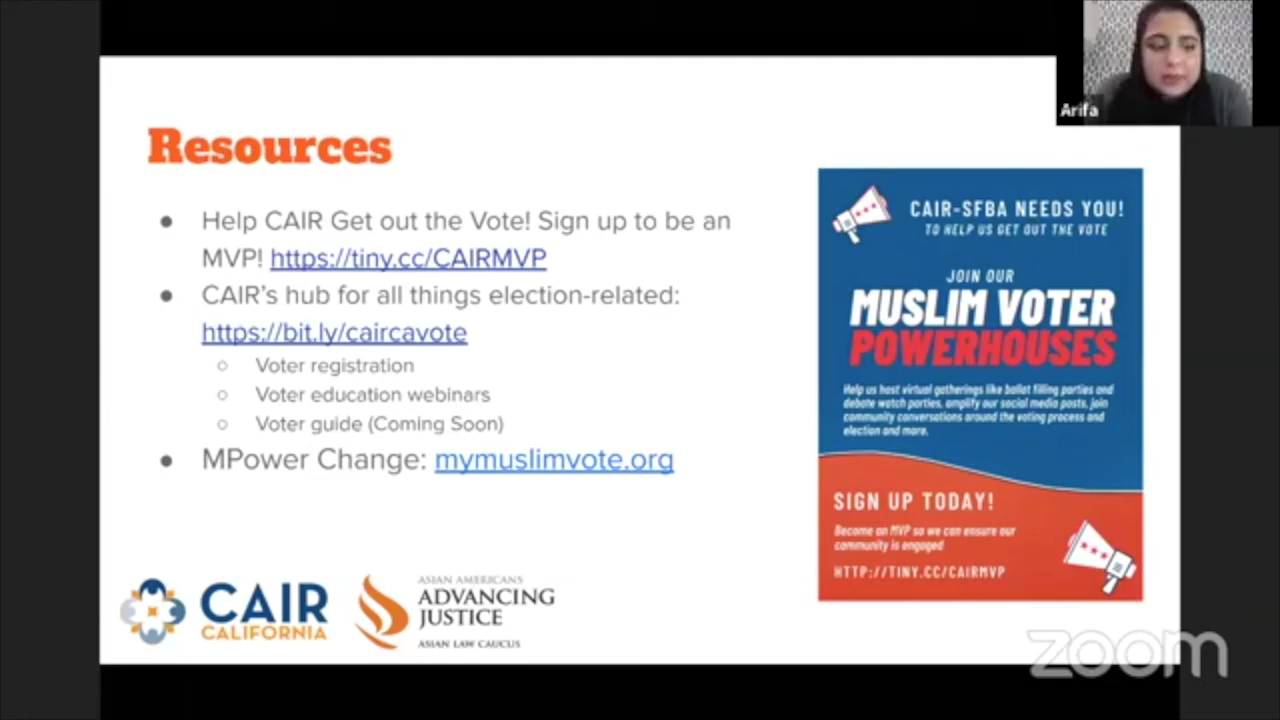 Arifa
Resources
● Help CAIR Get out the Vote! Sign up to be an
MVP! https://tiny.cc/CAIRMVP
● CAIR's hub for all things election-related:
https://bit.ly/caircavote
○ Voter registration
○ Voter education webinars
○ Voter guide (Coming Soon)
● MPower Change: mymuslimvote.org
CAIR-SFBA NEEDS YOU!
TO HELP US GET OUT THE VOTE
JOIN OUR
MUSLIM VOTER
POWERHOUSES
Help us host virtual gatherings like ballot filling parties and
debate watch parties, amplify our social media posts, join
community conversations around the voting process and
election and more.
SIGN UP TODAY!
Become an MVP so we can ensure our
community is engaged
HTTP://TINY.CC/CAIRMVP
CAIR
CALIFORNIA
ASIAN AMERICANS
ADVANCING
JUSTICE
ASIAN LAW CAUCUS
zoom